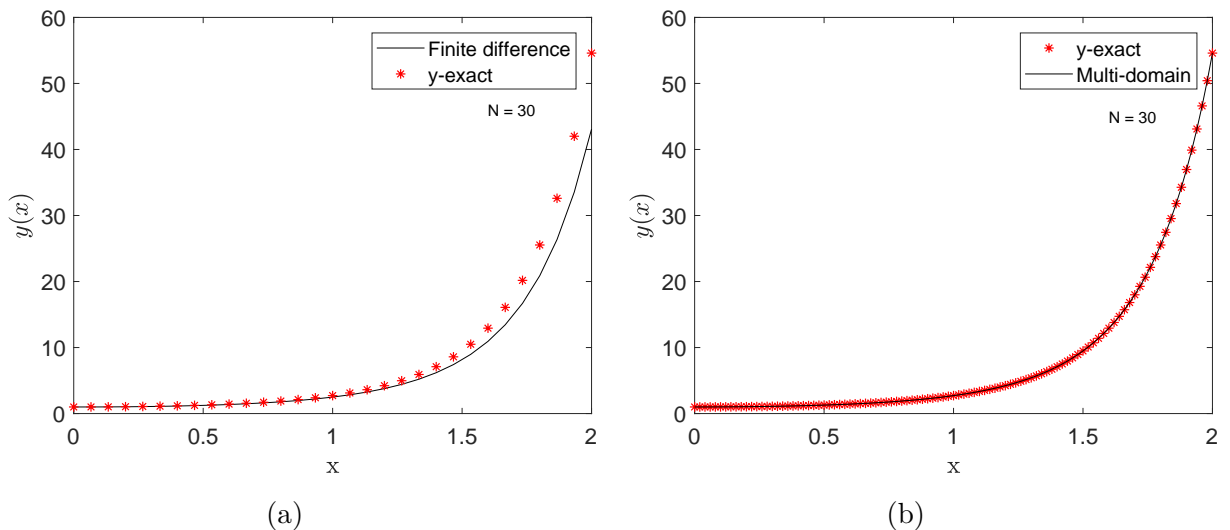 60
50
40
30
20
10
0
y(x)
Finite difference
y-exact
N = 30
0 0.5 1 1.5 2
x
(a)
60
50
40
30
20
10
0
y(x)
y-exact
Multi-domain
N = 30
0 0.5 1 1.5 2
x
(b)